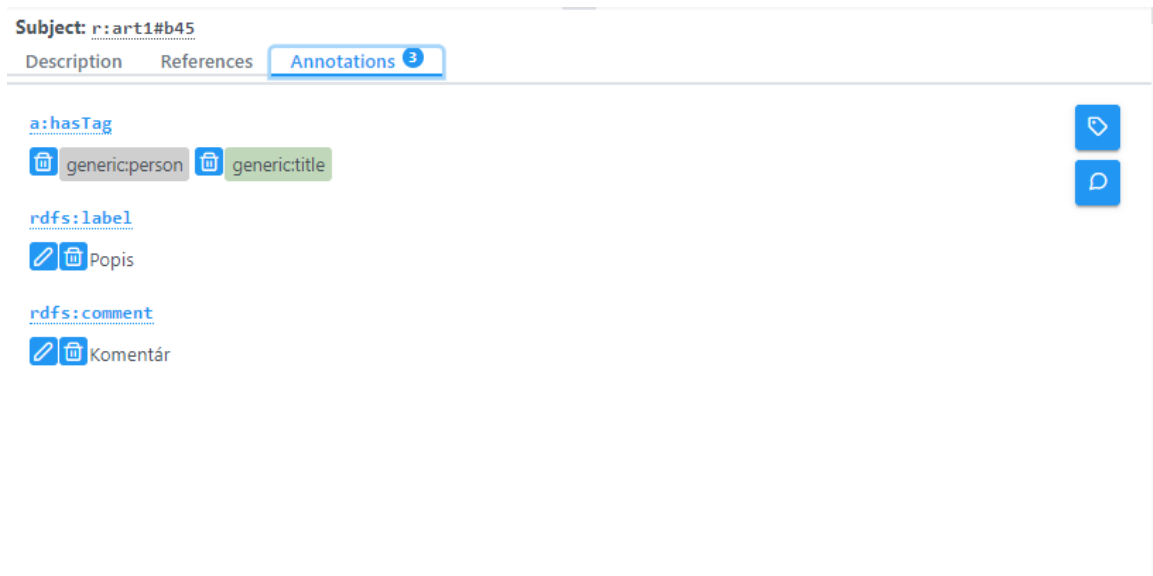 Subject: r:art1#b45
Description References Annotations 3
a:hasTag
generic:person generic:title
rdfs:label
Popis
rdfs:comment
Komentár